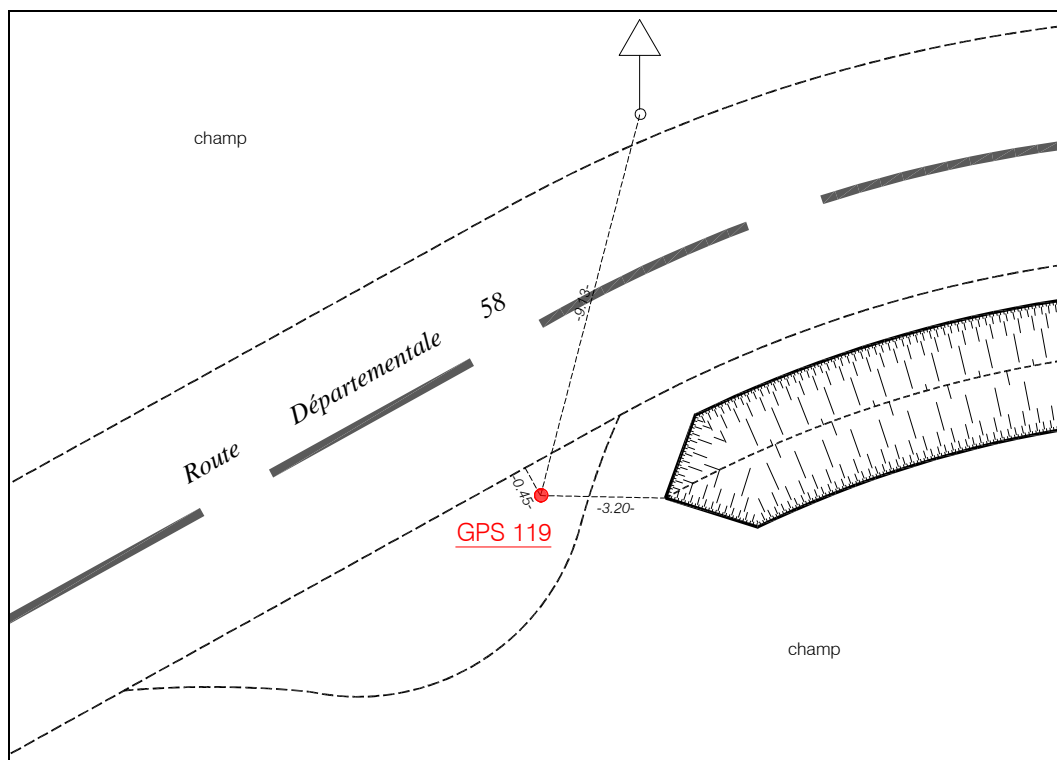 champ
Route Départementale 58
-9.13-
-0.45-
-3.20-
GPS 119
champ